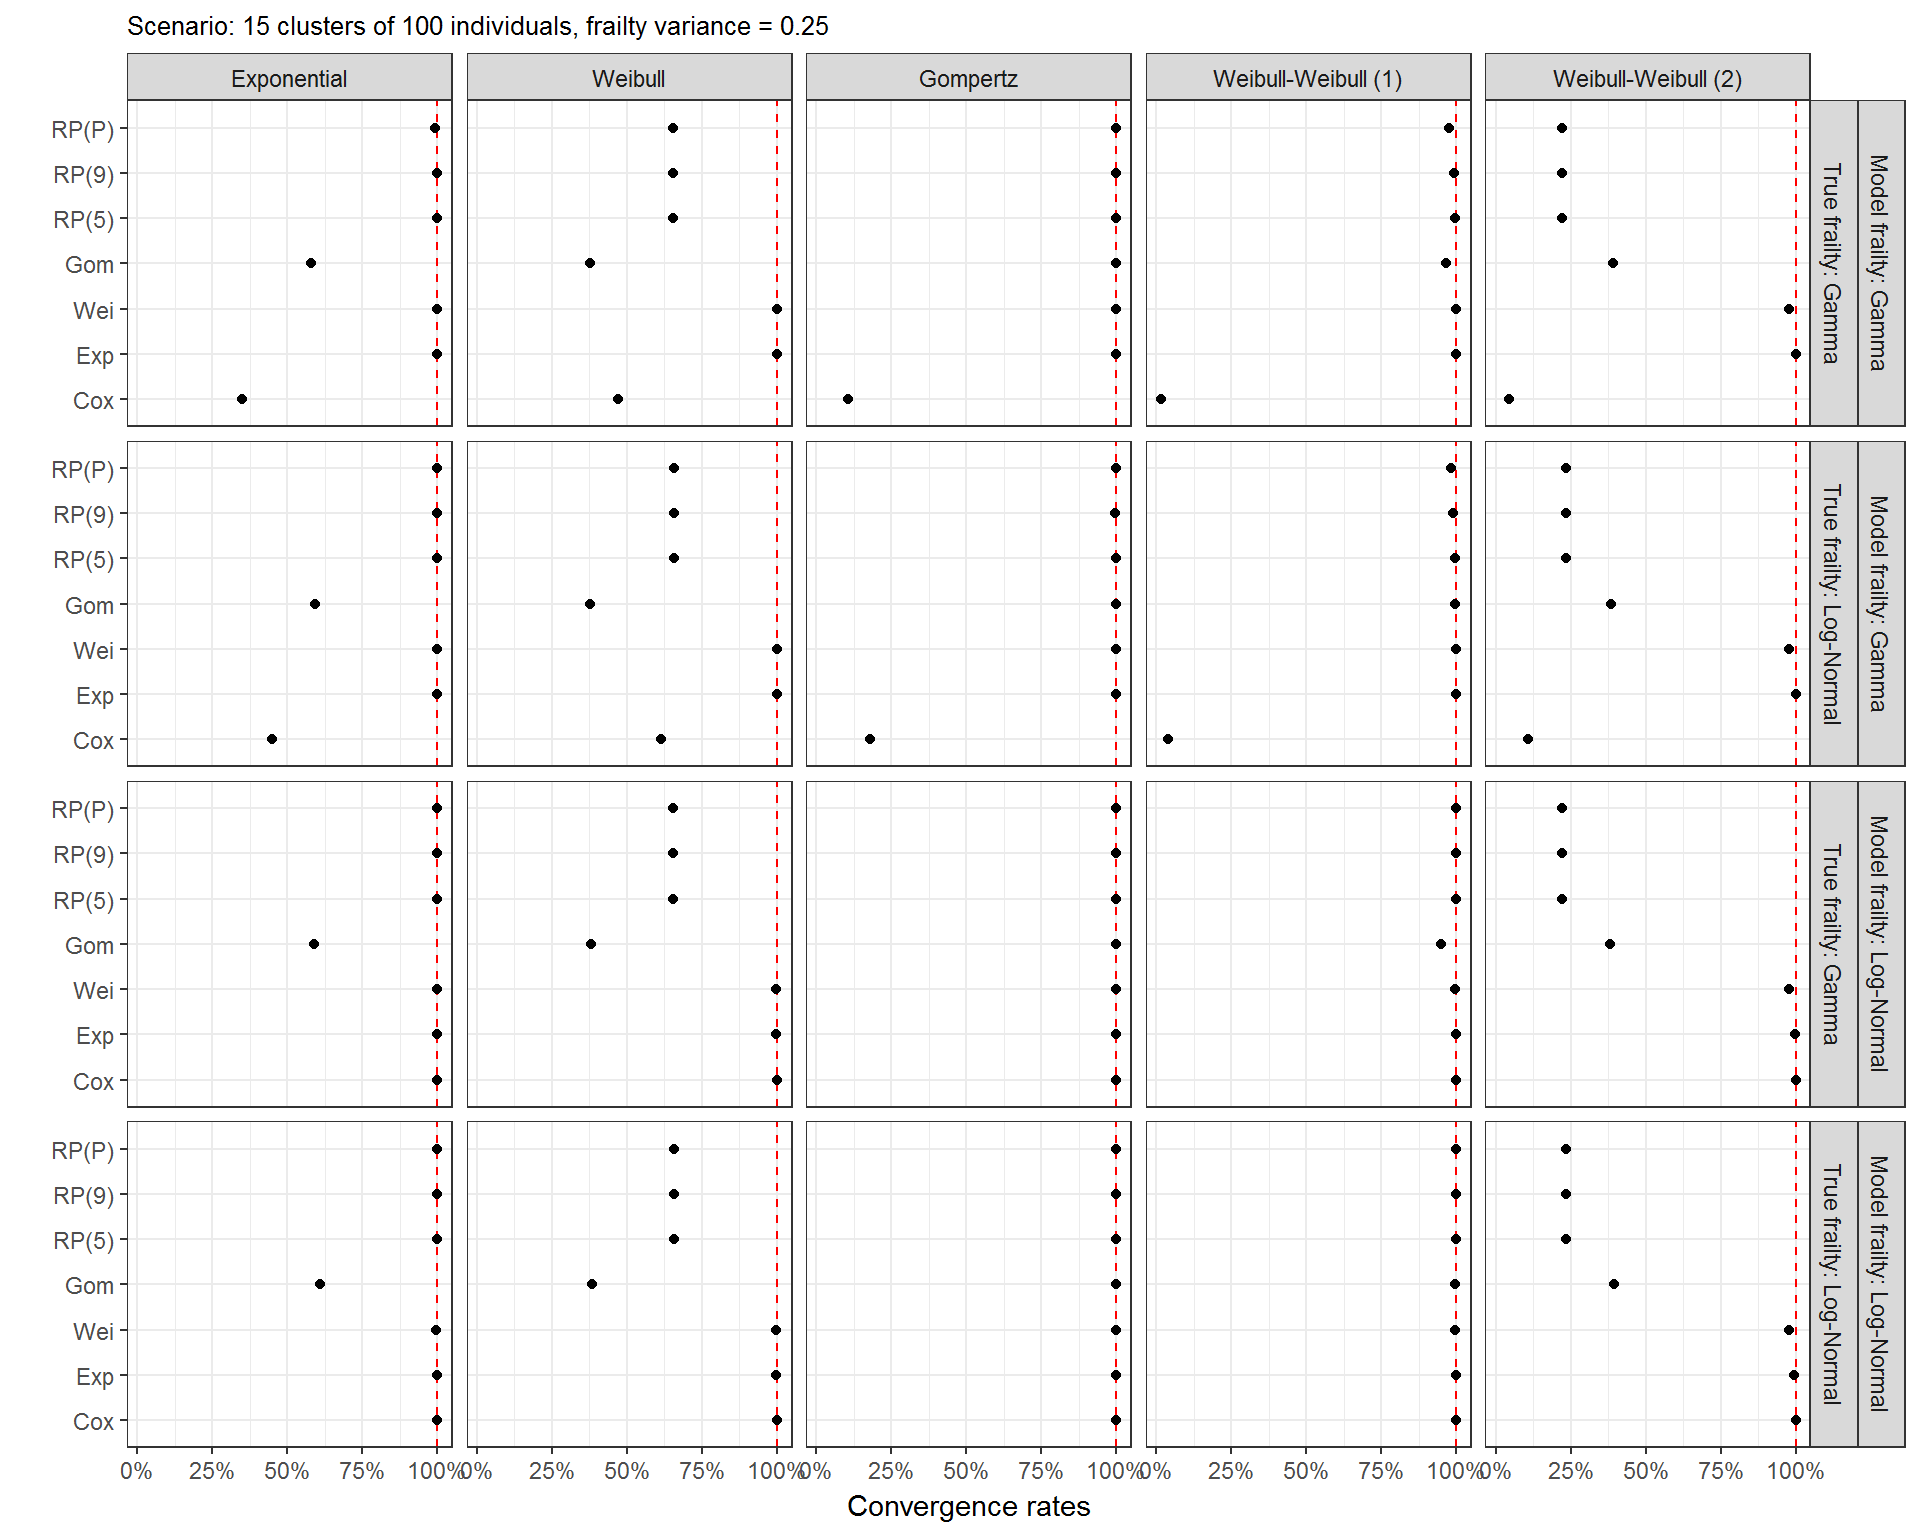 Scenario: 15 clusters of 100 individuals, frailty variance = 0.25
Exponential
Weibull
Gompertz
Weibull-Weibull (1)
Weibull-Weibull (2)
RP(P)
RP(9)
RP(5)
Gom
Wei
Exp
Cox
True frailty: Gamma
Model frailty: Gamma
RP(P)
RP(9)
RP(5)
Gom
Wei
Exp
Cox
True frailty: Log-Normal
Model frailty: Gamma
RP(P)
RP(9)
RP(5)
Gom
Wei
Exp
Cox
True frailty: Gamma
Model frailty: Log-Normal
RP(P)
RP(9)
RP(5)
Gom
Wei
Exp
Cox
True frailty: Log-Normal
Model frailty: Log-Normal
0% 25% 50% 75% 100%
0% 25% 50% 75% 100%
0% 25% 50% 75% 100%
0% 25% 50% 75% 100%
0% 25% 50% 75% 100%
Convergence rates